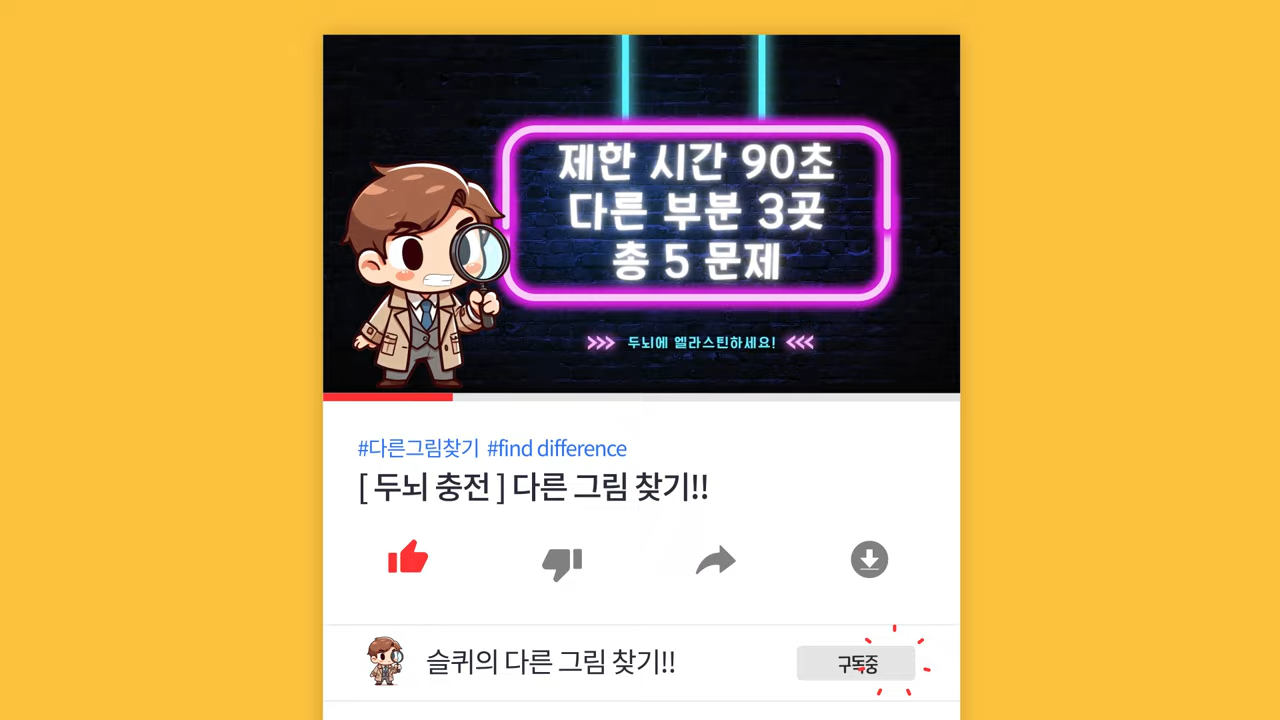 제한 시간 90초
다른 부분 3곳
총 5 문제
두뇌에 엘라스틴하세요!
#다른그림찾기 #find difference
[ 두뇌 충전 ] 다른 그림 찾기!!
슬퀴의 다른 그림 찾기!!
구독중